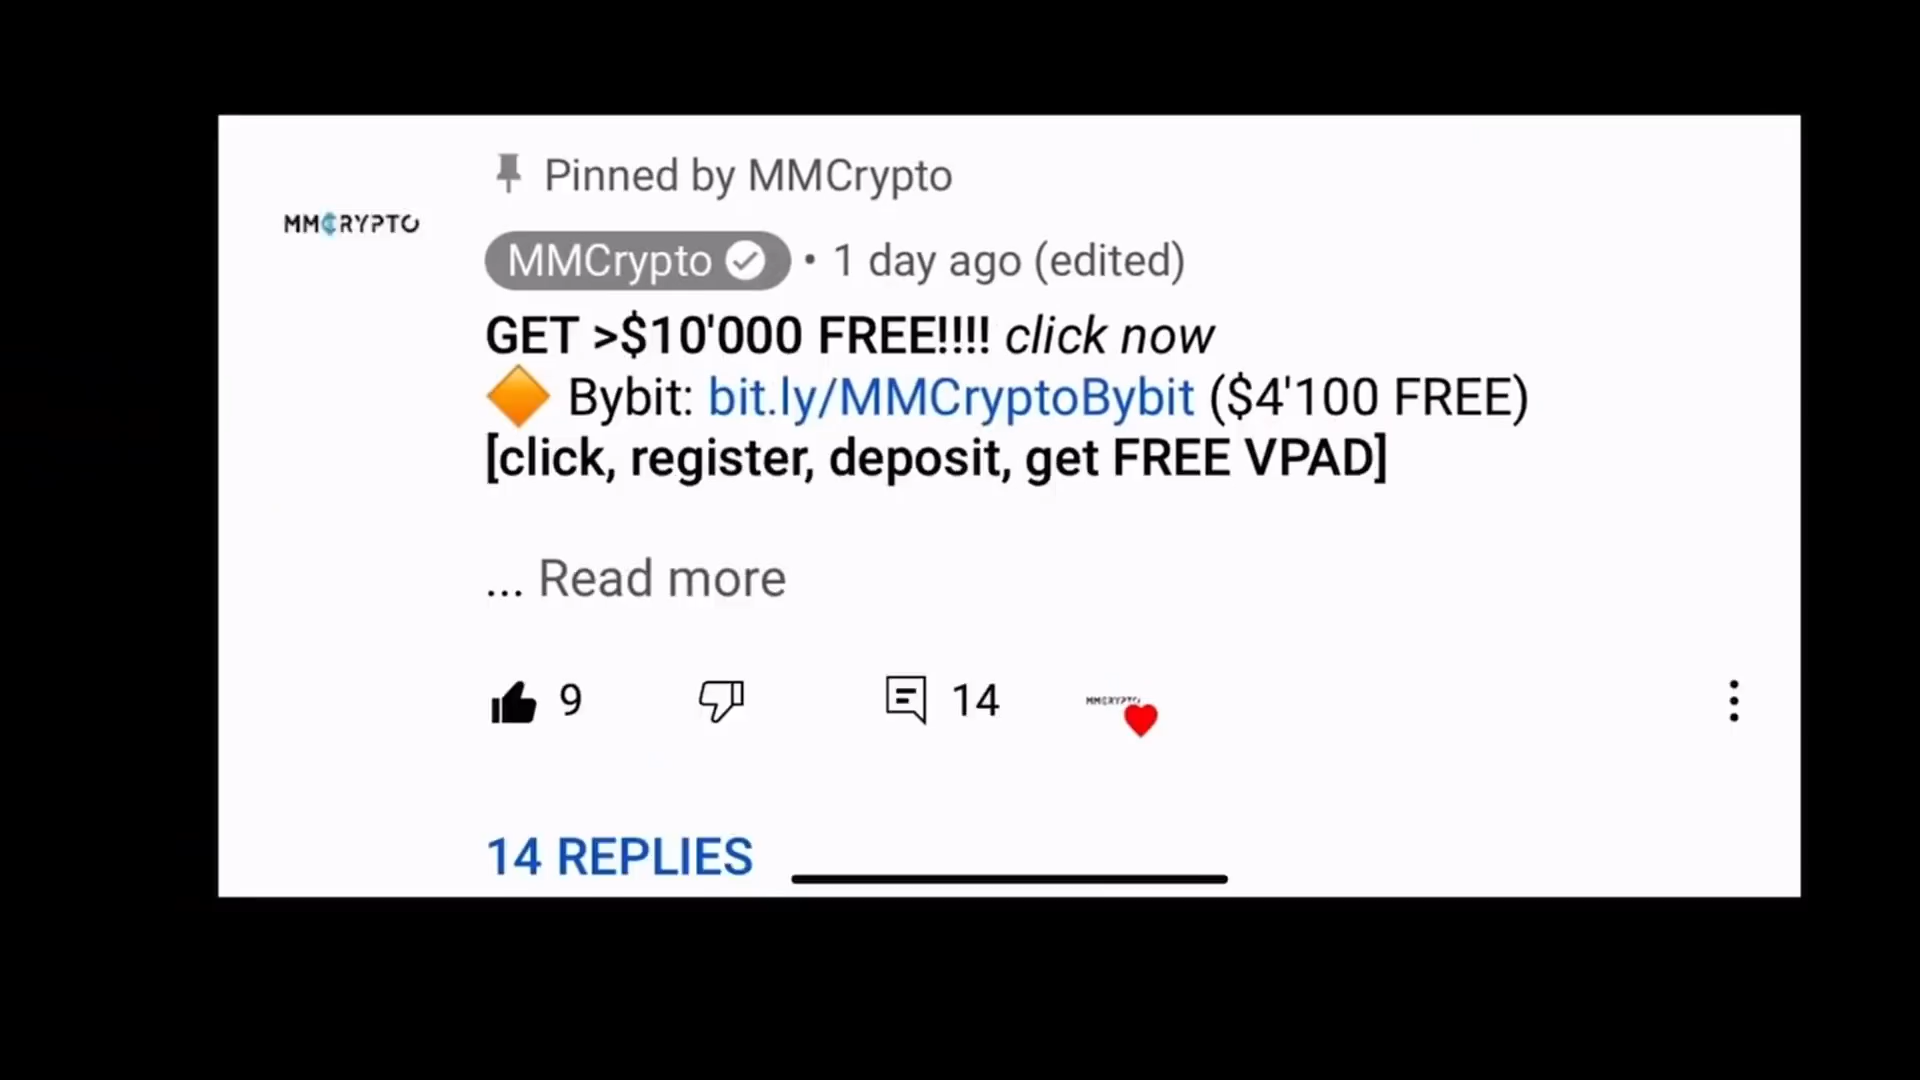 Pinned by MMCrypto
MMCRYPTO
MMCrypto • 1 day ago (edited)
GET >$10'000 FREE!!!! click now
🔶 Bybit: bit.ly/MMCryptoBybit ($4'100 FREE)
[click, register, deposit, get FREE VPAD]
... Read more
9
14
MMCRYPTO
14 REPLIES